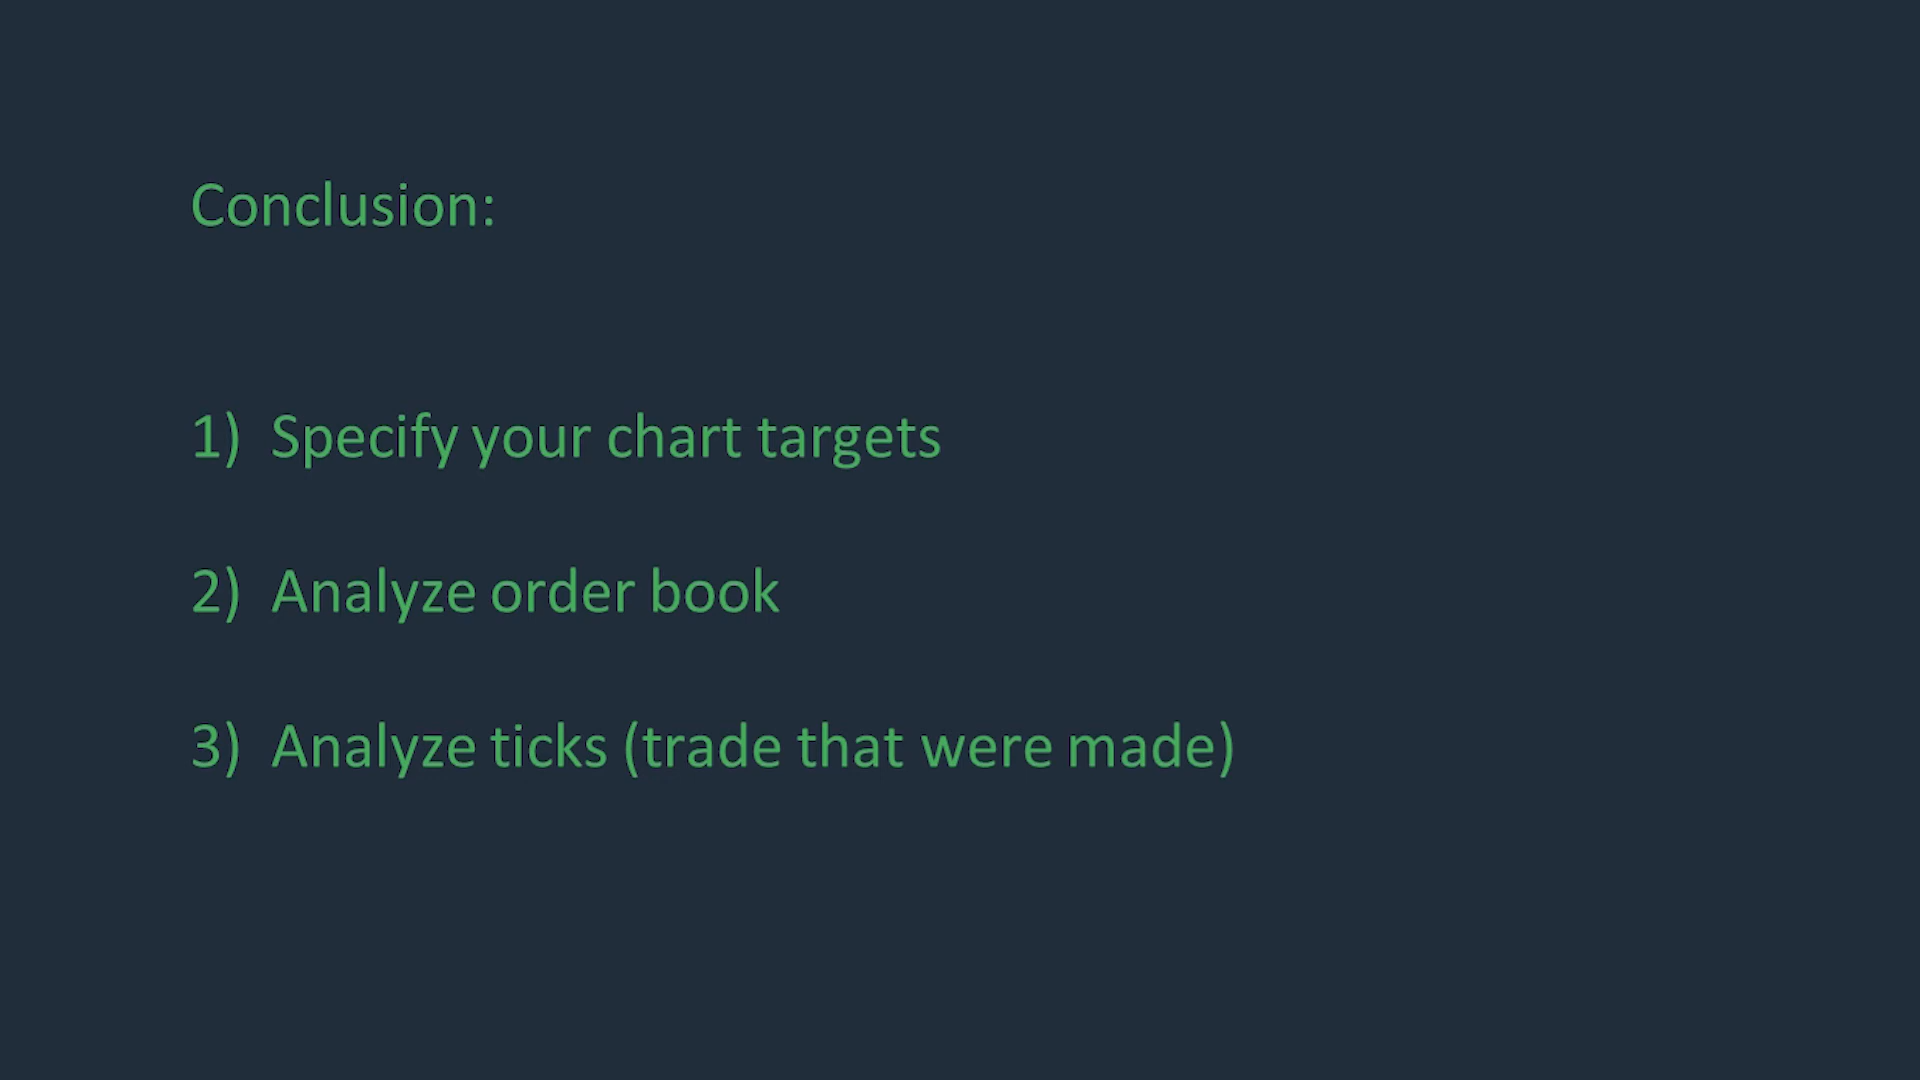 Conclusion:
1) Specify your chart targets
2) Analyze order book
3) Analyze ticks (trade that were made)